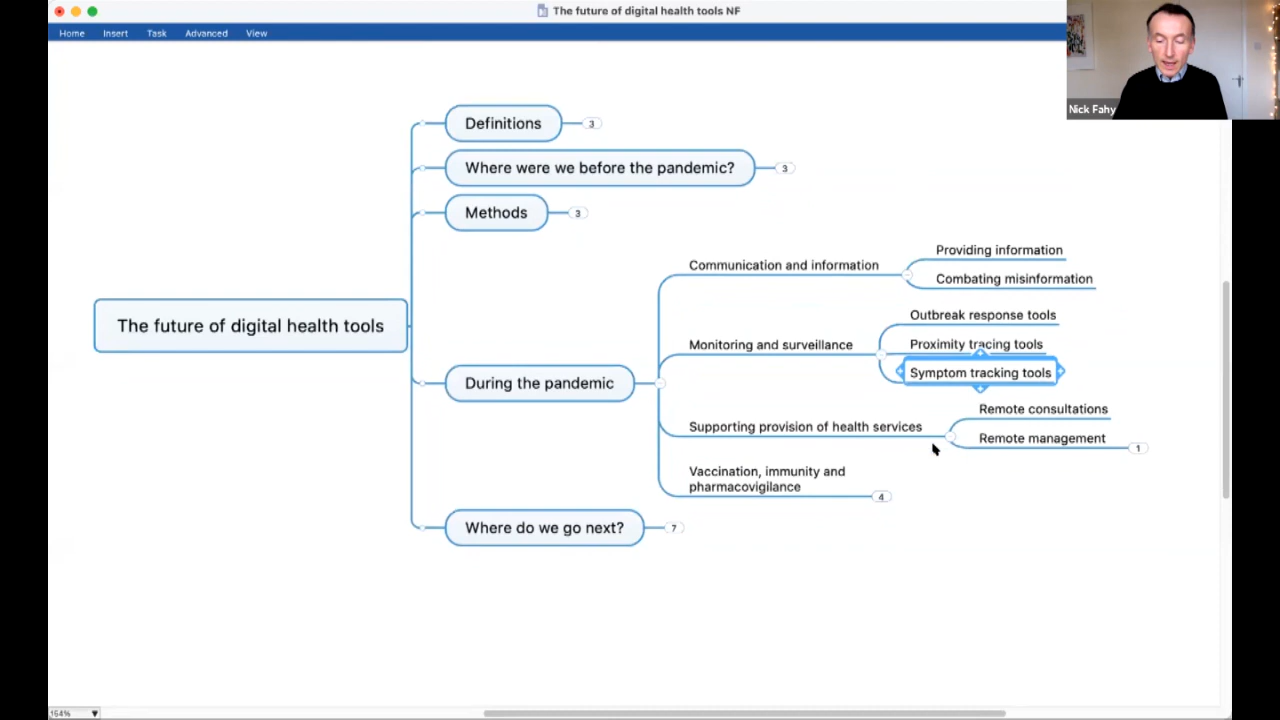 The future of digital health tools NF
Home Insert Task Advanced View
Nick Fahy
Definitions 3
Where were we before the pandemic? 3
Methods 3
Providing information
Communication and information
Combating misinformation
Outbreak response tools
The future of digital health tools
Monitoring and surveillance
Proximity tracing tools
Symptom tracking tools
During the pandemic
Remote consultations
Supporting provision of health services
Remote management 1
Vaccination, immunity and
pharmacovigilance 4
Where do we go next? 7
164%